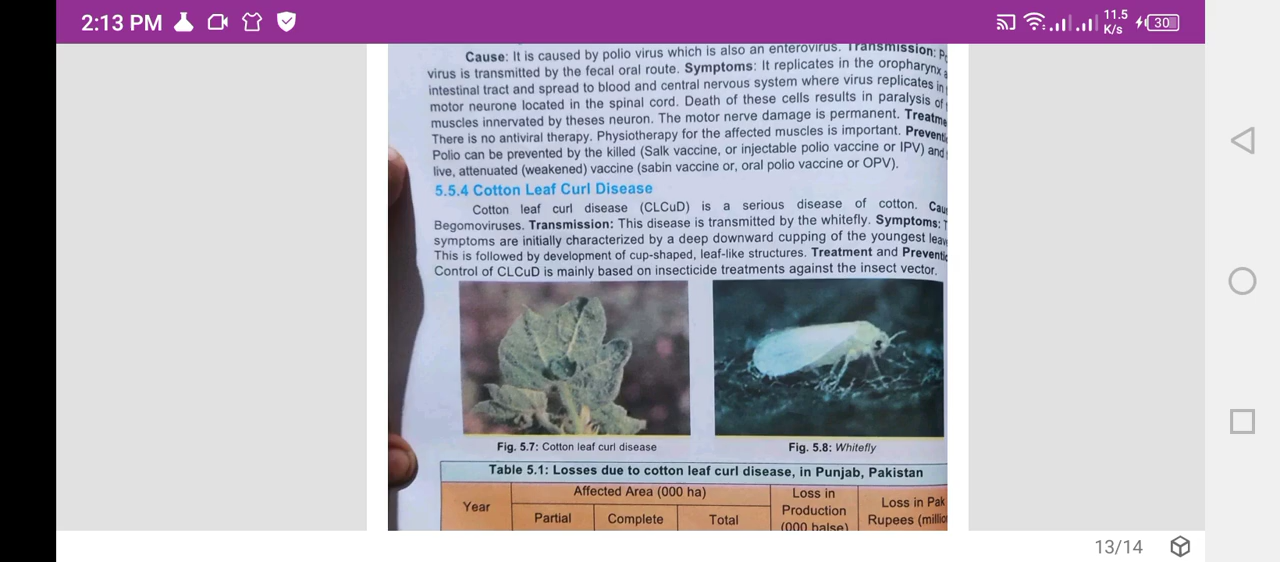 2:13 PM
11.5
K/s
30
Cause: It is caused by polio virus which is also an enterovirus. Transmission:
virus is transmitted by the fecal oral route. Symptoms: It replicates in the oropharynx
intestinal tract and spread to blood and central nervous system where virus replicates in
motor neurone located in the spinal cord. Death of these cells results in paralysis of
muscles innervated by theses neuron. The motor nerve damage is permanent. Treatme
There is no antiviral therapy. Physiotherapy for the affected muscles is important. Preventi
Polio can be prevented by the killed (Salk vaccine, or injectable polio vaccine or IPV) and
live, attenuated (weakened) vaccine (sabin vaccine or, oral polio vaccine or OPV).
5.5.4 Cotton Leaf Curl Disease
Cotton leaf curl disease (CLCuD) is a serious disease of cotton. Cau
Begomoviruses. Transmission: This disease is transmitted by the whitefly. Symptoms: T
symptoms are initially characterized by a deep downward cupping of the youngest leav
This is followed by development of cup-shaped, leaf-like structures. Treatment and Preventi
Control of CLCuD is mainly based on insecticide treatments against the insect vector.
Fig. 5.7: Cotton leaf curl disease
Fig. 5.8: Whitefly
Table 5.1: Losses due to cotton leaf curl disease, in Punjab, Pakistan
Year
Affected Area (000 ha)
Partial
Complete
Total
Loss in
Production
(000 balse)
Loss in Pak
Rupees (millio
13/14